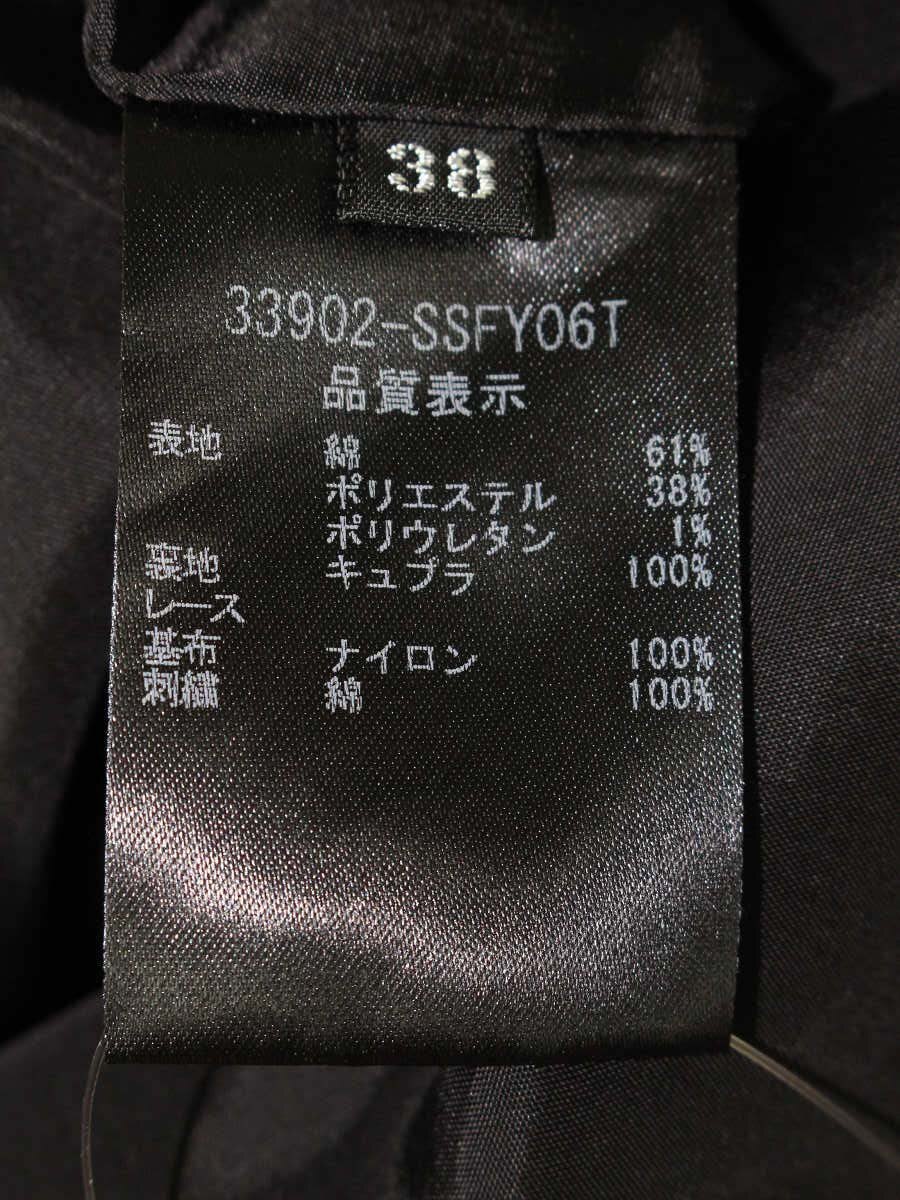 38
33902-SSFY06T
品質表示
表地 綿 61%
ポリエステル 38%
ポリウレタン 1%
裏地 キュプラ 100%
レース
基布 ナイロン 100%
刺繍 綿 100%